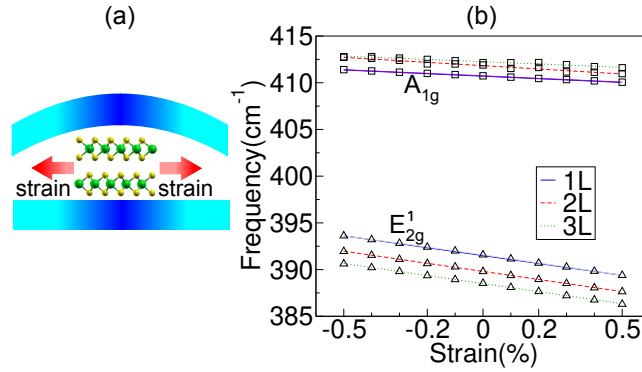 (a)
strain
strain
(b)
Frequency(cm⁻¹)
415
410
405
400
395
390
385
A₁g
E¹₂g
1L
2L
3L
-0.5
-0.2
0
0.2
0.5
Strain(%)